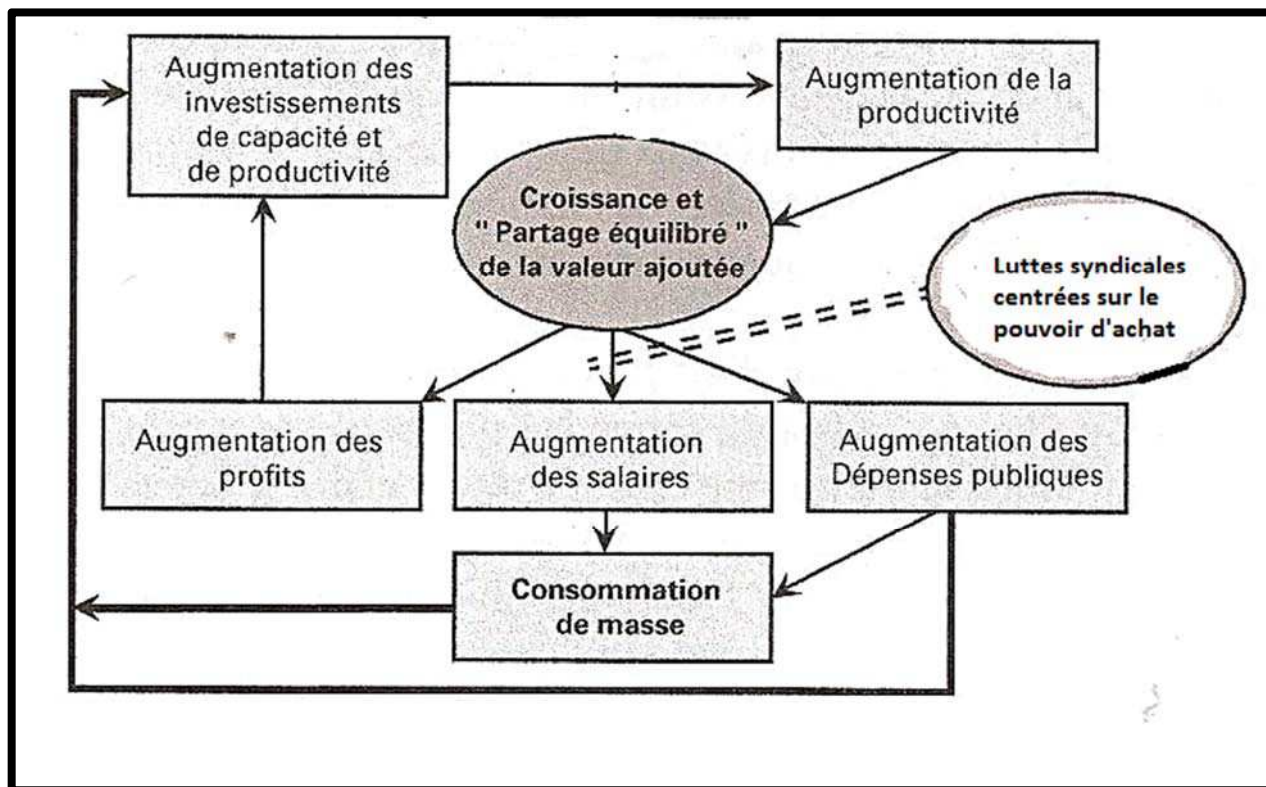 Augmentation des
investissements
de capacité et
de productivité
Augmentation de la
productivité
Croissance et
" Partage équilibré "
de la valeur ajoutée
Luttes syndicales
centrées sur le
pouvoir d'achat
Augmentation des
profits
Augmentation
des salaires
Augmentation des
Dépenses publiques
Consommation
de masse